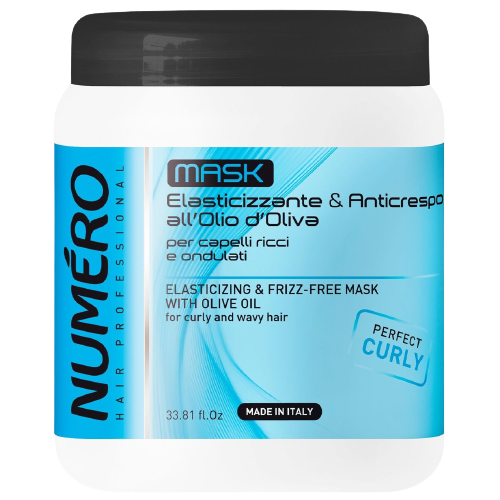 NUMÉRO
HAIR PROFESSIONAL
MASK
Elasticizzante & Anticrespo
all'Olio d'Oliva
per capelli ricci
e ondulati
ELASTICIZING & FRIZZ-FREE MASK
WITH OLIVE OIL
for curly and wavy hair
PERFECT
CURLY
33.81 fl.Oz
MADE IN ITALY